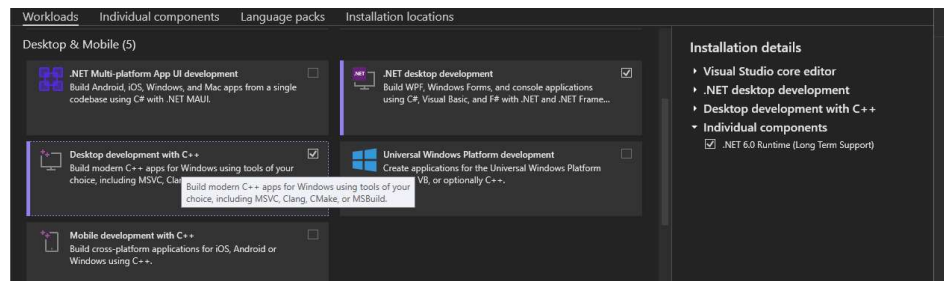 Workloads Individual components Language packs Installation locations
Desktop & Mobile (5)
.NET Multi-platform App UI development
Build Android, iOS, Windows, and Mac apps from a single
codebase using C# with .NET MAUI.
.NET
.NET desktop development
Build WPF, Windows Forms, and console applications
using C#, Visual Basic, and F# with .NET and .NET Frame...
Desktop development with C++
Build modern C++ apps for Windows using tools of your
choice, including MSVC, Cla
Build modern C++ apps for Windows using tools of your
choice, including MSVC, Clang, CMake, or MSBuild.
Universal Windows Platform development
Create applications for the Universal Windows Platform
VB, or optionally C++.
Mobile development with C++
Build cross-platform applications for iOS, Android or
Windows using C++.
Installation details
Visual Studio core editor
.NET desktop development
Desktop development with C++
Individual components
.NET 6.0 Runtime (Long Term Support)